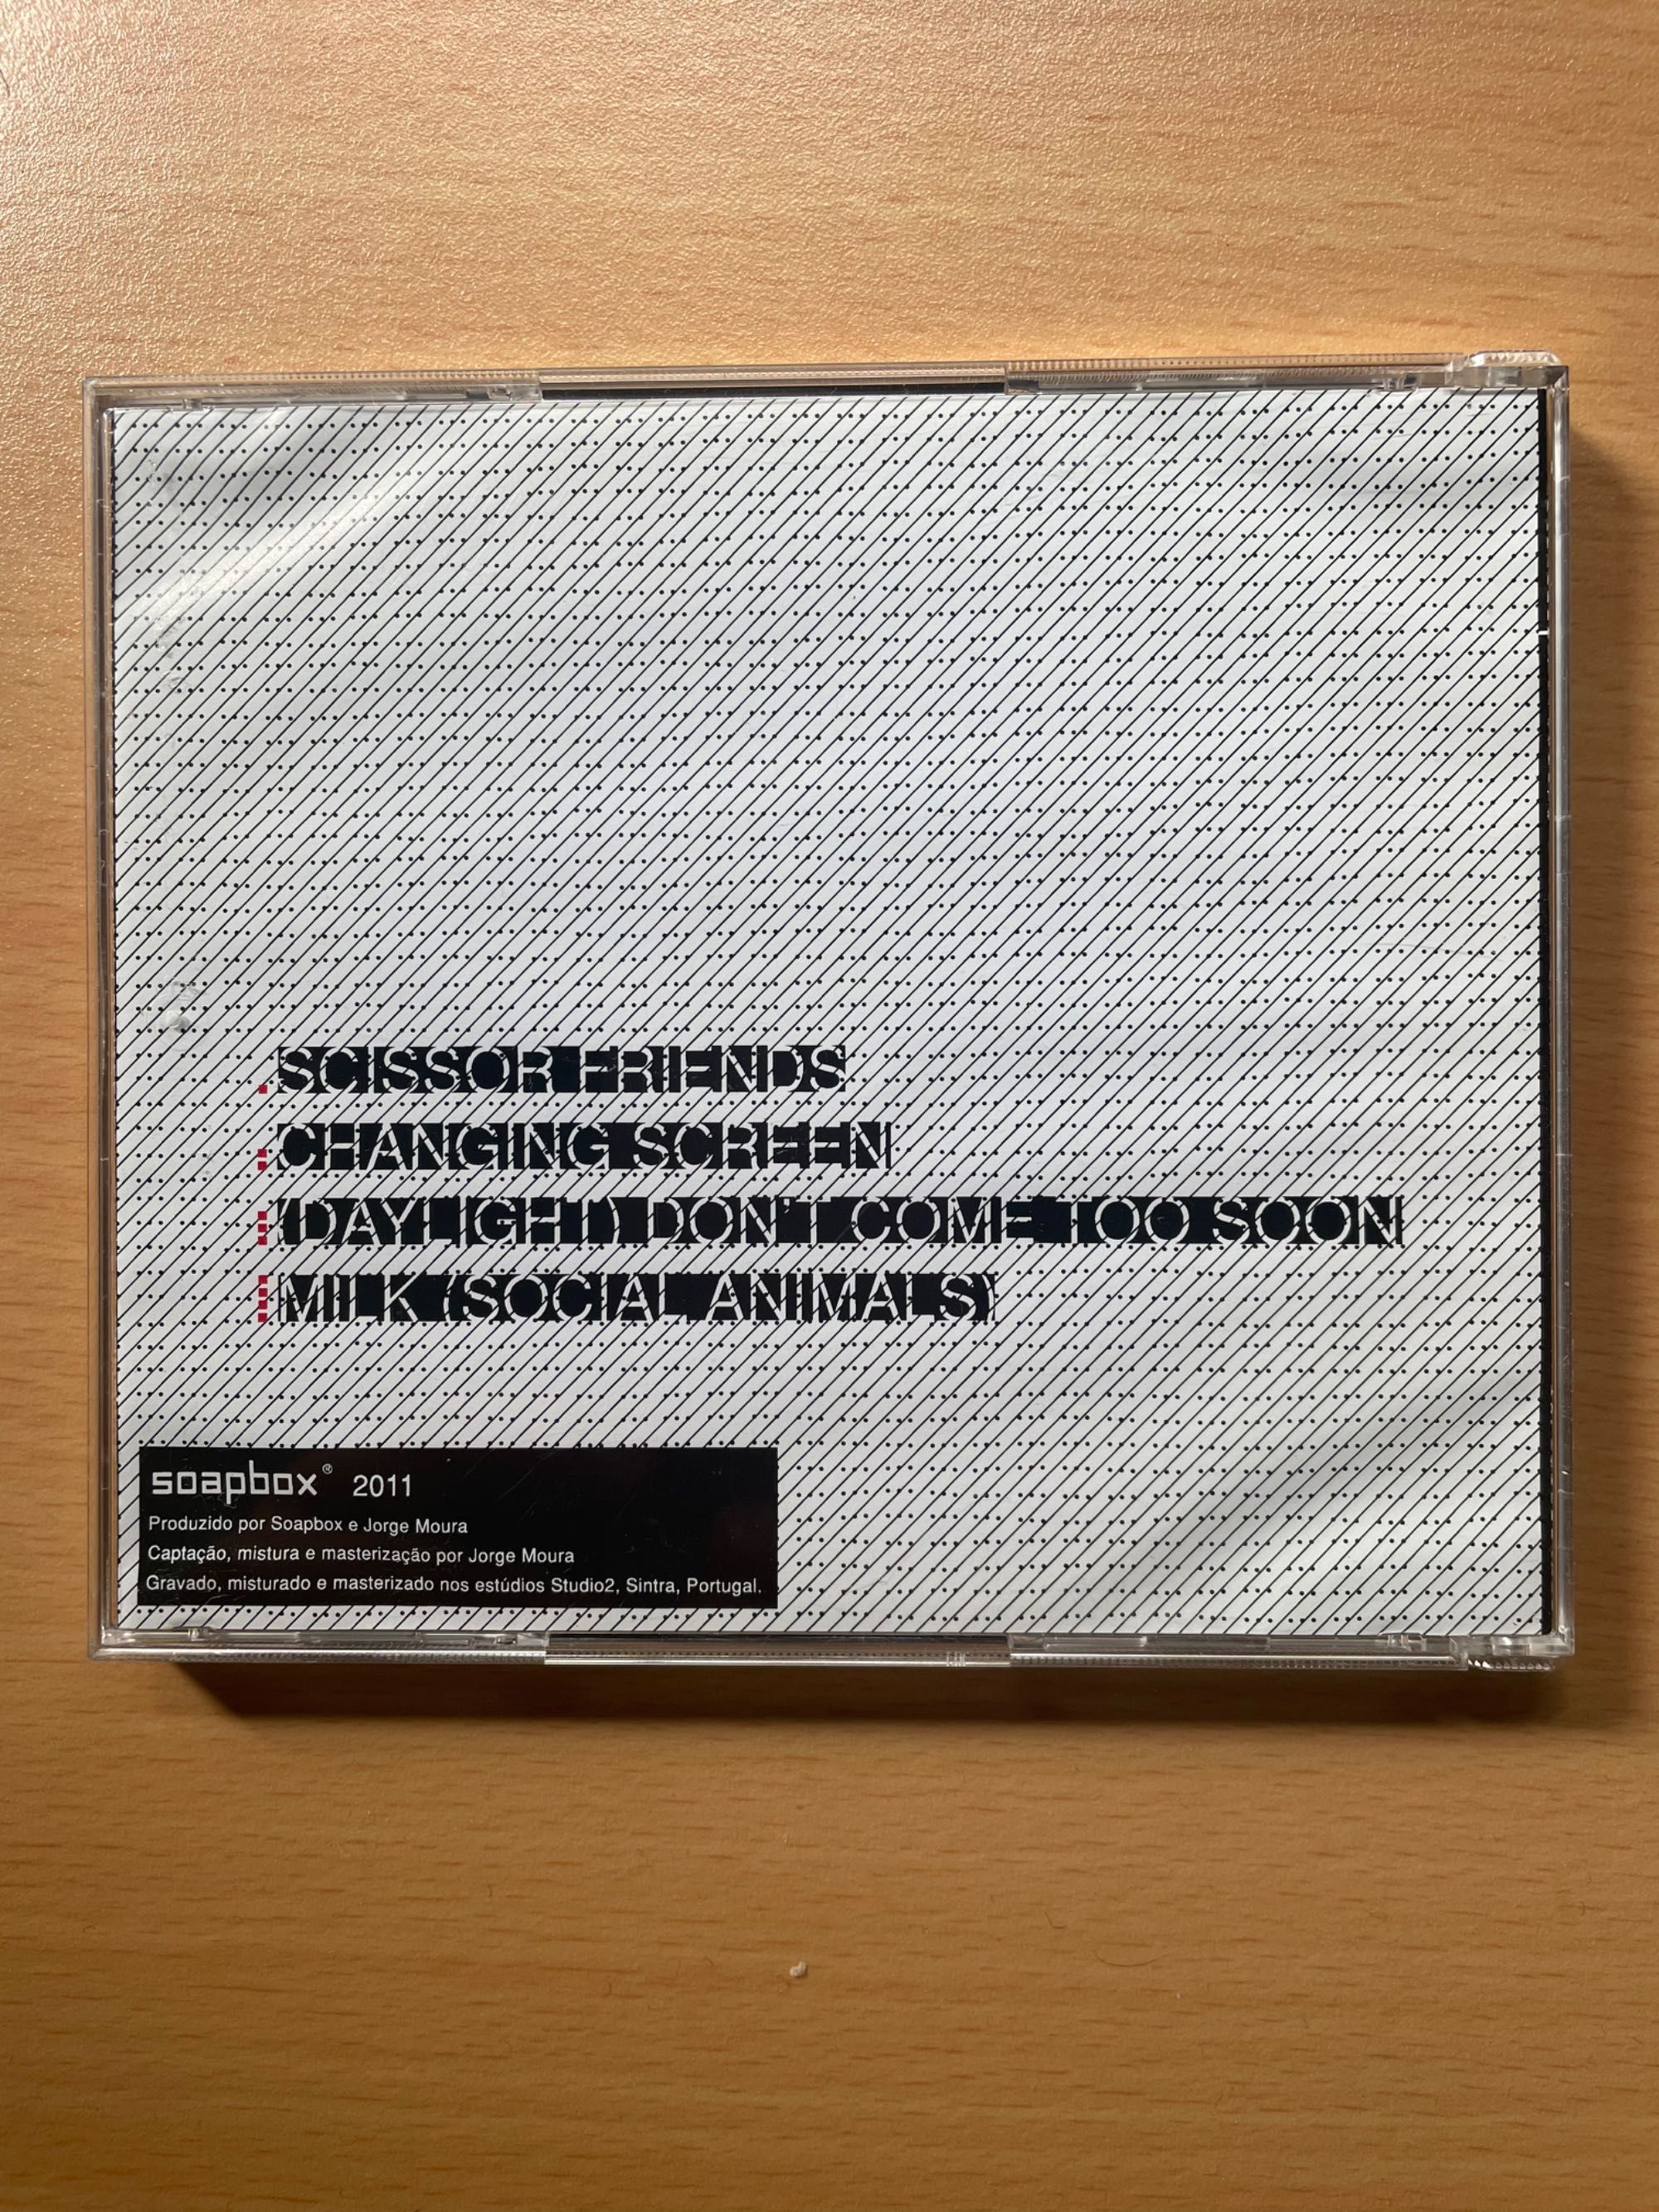 SCISSOR FRIENDS
CHANGING SCREEN
(DAYLIGHT) DON'T COME TOO SOON
MILK (SOCIAL ANIMALS)
soapbox® 2011
Produzido por Soapbox e Jorge Moura
Captação, mistura e masterização por Jorge Moura
Gravado, misturado e masterizado nos estúdios Studio2, Sintra, Portugal.